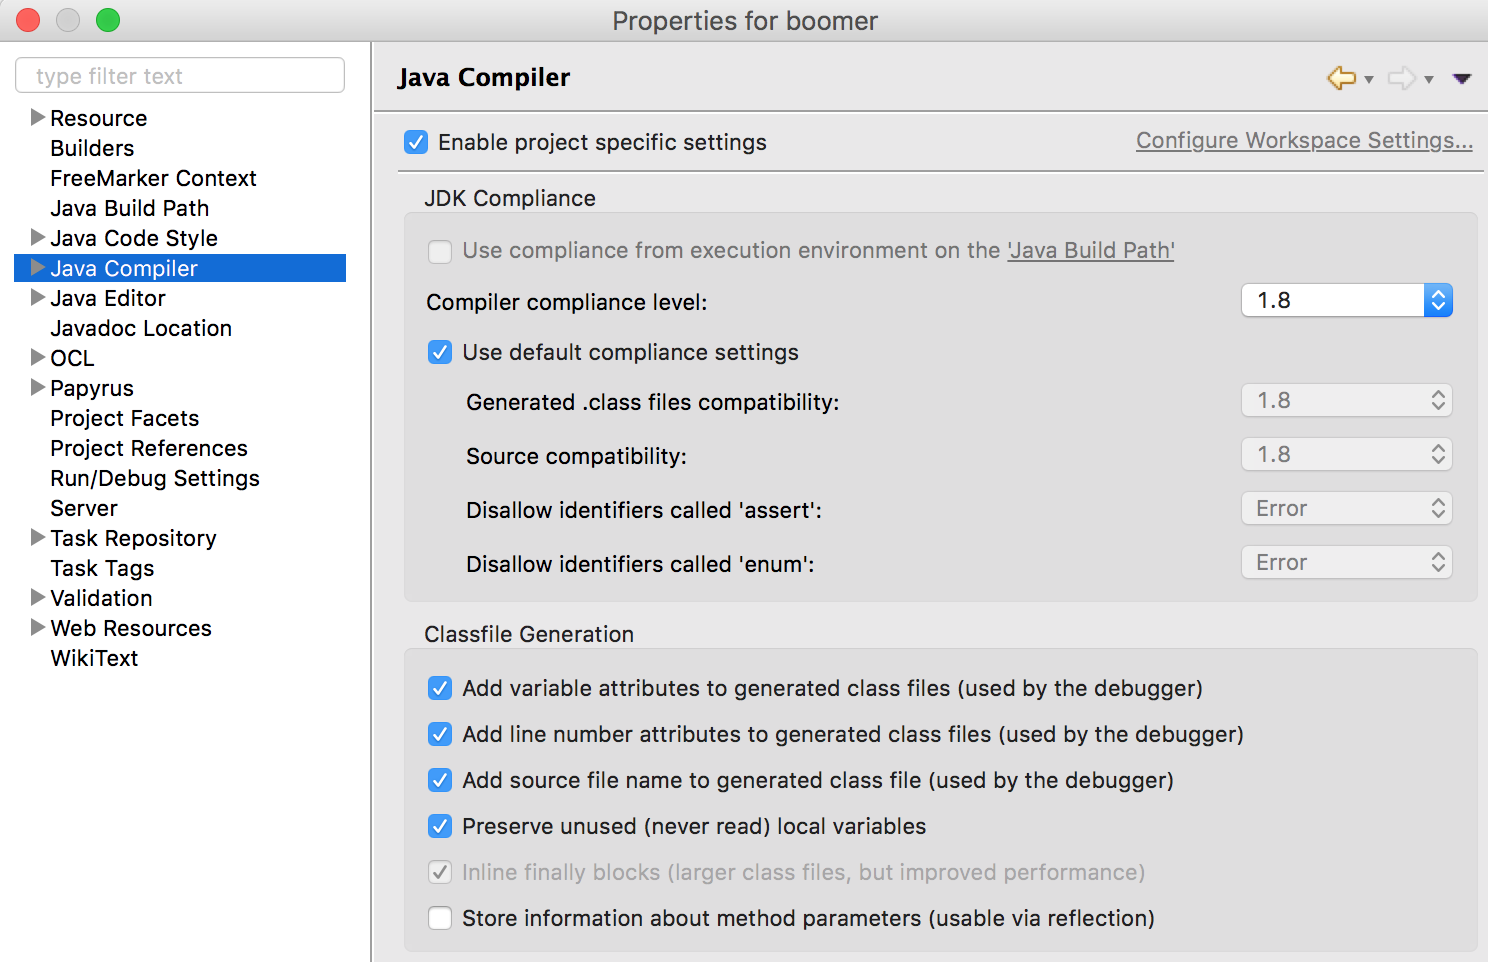 Properties for boomer
type filter text
Resource
Builders
FreeMarker Context
Java Build Path
Java Code Style
Java Compiler
Java Editor
Javadoc Location
OCL
Papyrus
Project Facets
Project References
Run/Debug Settings
Server
Task Repository
Task Tags
Validation
Web Resources
WikiText
Java Compiler
Enable project specific settings
Configure Workspace Settings...
JDK Compliance
Use compliance from execution environment on the 'Java Build Path'
Compiler compliance level: 1.8
Use default compliance settings
Generated .class files compatibility: 1.8
Source compatibility: 1.8
Disallow identifiers called 'assert': Error
Disallow identifiers called 'enum': Error
Classfile Generation
Add variable attributes to generated class files (used by the debugger)
Add line number attributes to generated class files (used by the debugger)
Add source file name to generated class file (used by the debugger)
Preserve unused (never read) local variables
Inline finally blocks (larger class files, but improved performance)
Store information about method parameters (usable via reflection)